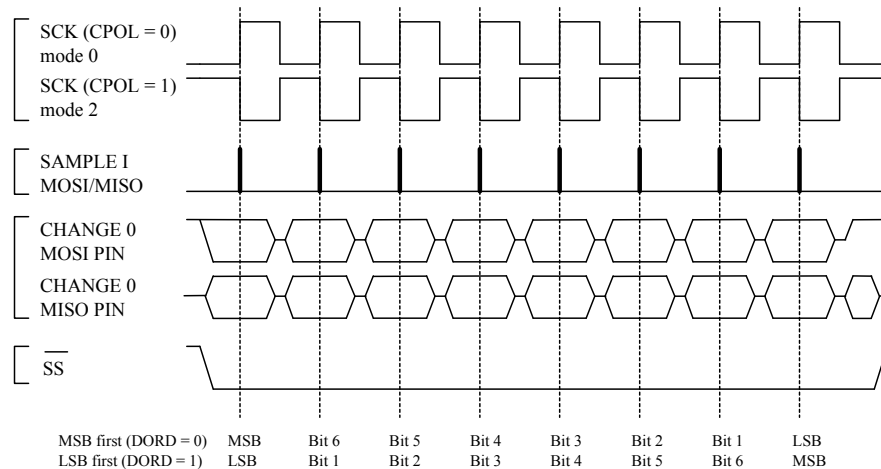 SCK (CPOL = 0)
mode 0
SCK (CPOL = 1)
mode 2
SAMPLE I
MOSI/MISO
CHANGE 0
MOSI PIN
CHANGE 0
MISO PIN
SS
MSB first (DORD = 0) MSB Bit 6 Bit 5 Bit 4 Bit 3 Bit 2 Bit 1 LSB
LSB first (DORD = 1) LSB Bit 1 Bit 2 Bit 3 Bit 4 Bit 5 Bit 6 MSB